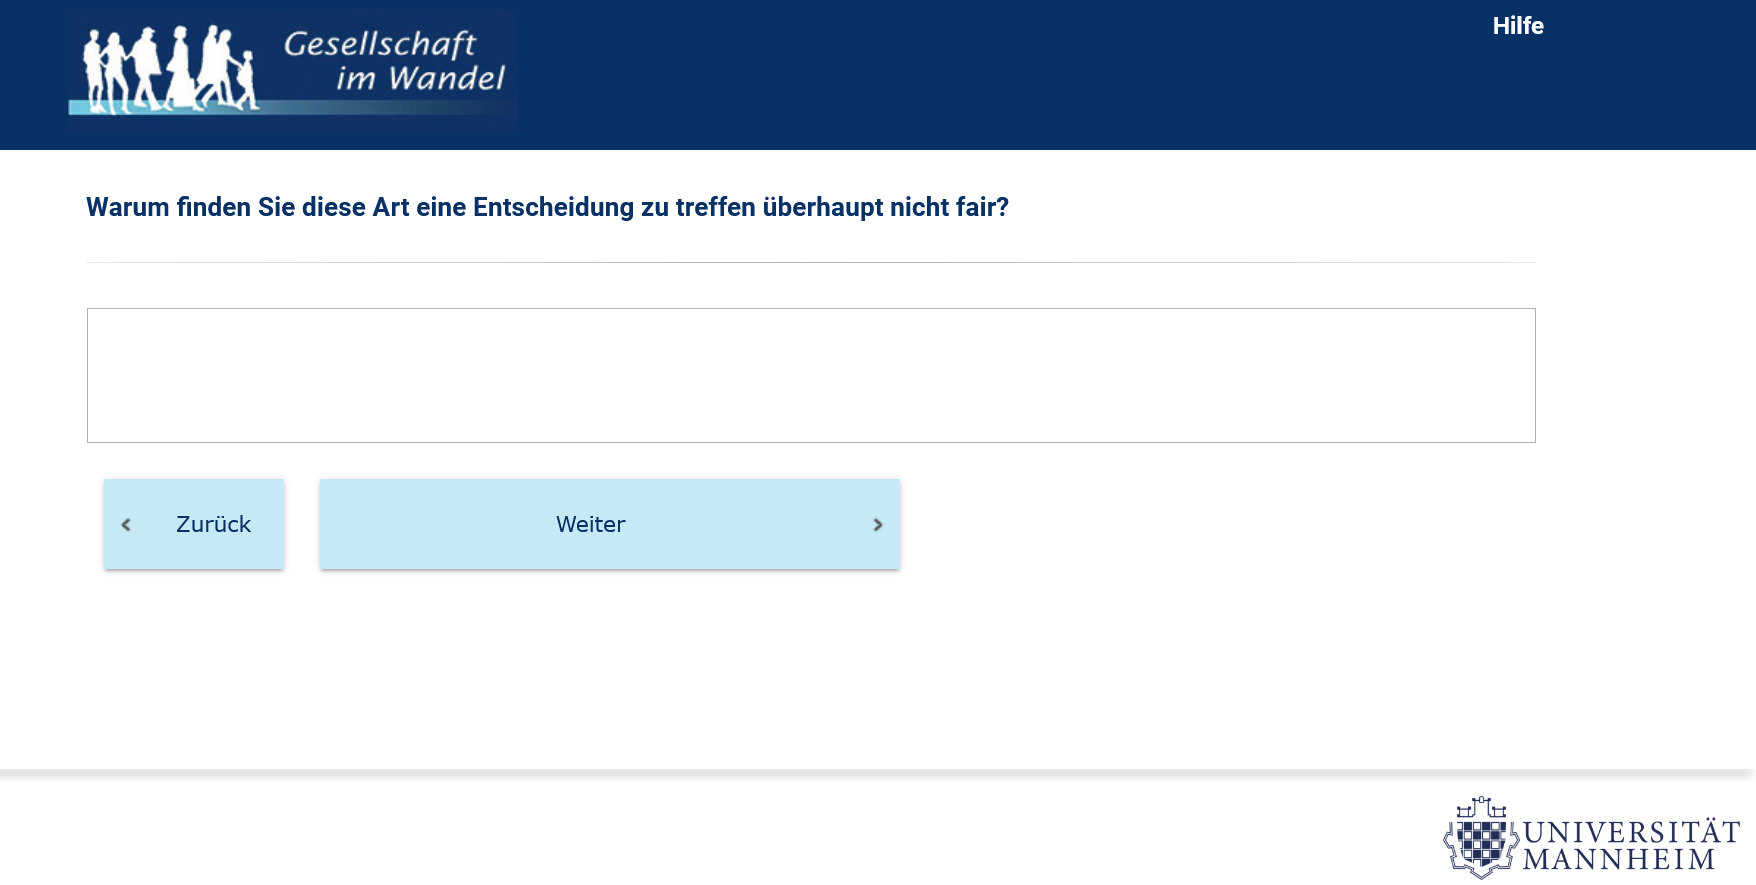 Gesellschaft
im Wandel
Hilfe
Warum finden Sie diese Art eine Entscheidung zu treffen überhaupt nicht fair?
Zurück
Weiter
UNIVERSITÄT
MANNHEIM